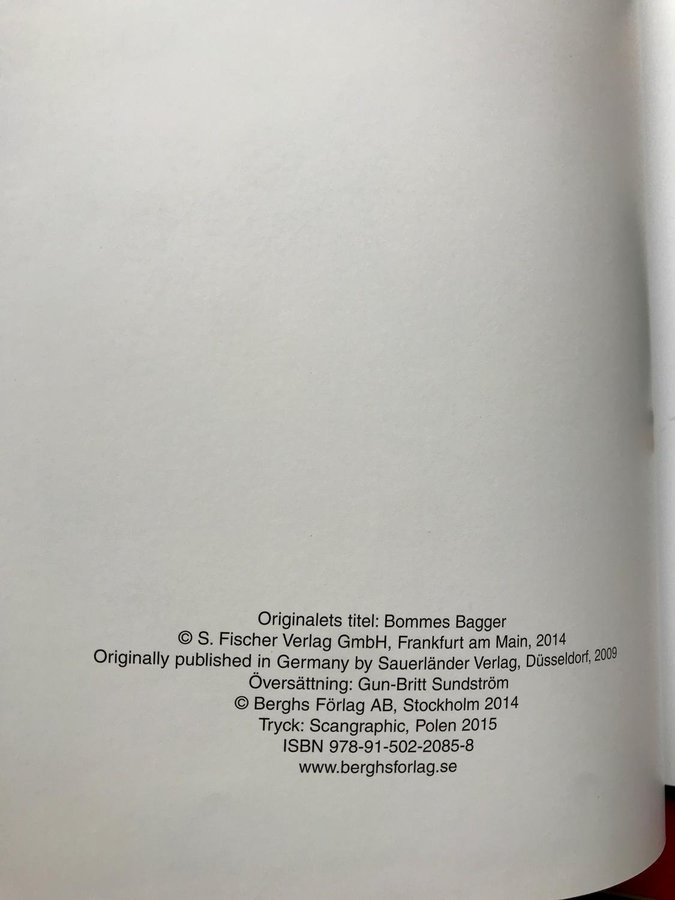 Originalets titel: Bommes Bagger
© S. Fischer Verlag GmbH, Frankfurt am Main, 2014
Originally published in Germany by Sauerländer Verlag, Düsseldorf, 2009
Översättning: Gun-Britt Sundström
© Berghs Förlag AB, Stockholm 2014
Tryck: Scangraphic, Polen 2015
ISBN 978-91-502-2085-8
www.berghsforlag.se